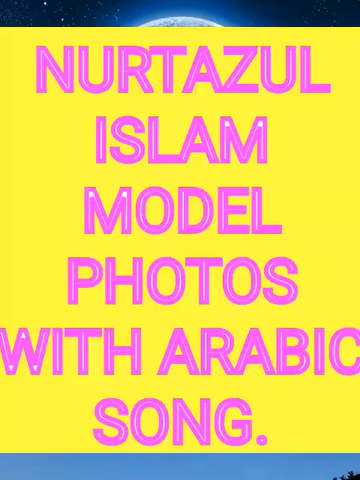 NURTAZUL
ISLAM
MODEL
PHOTOS
WITH ARABIC
SONG.